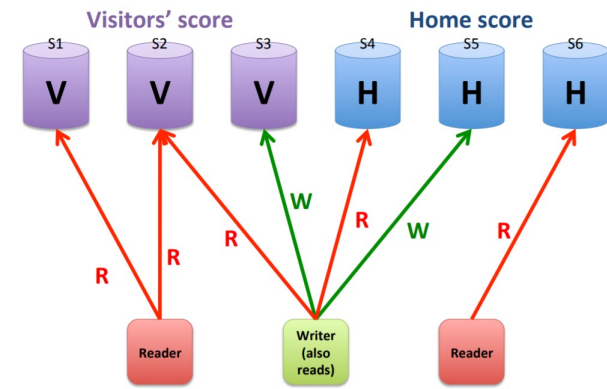 Visitors’ score
Home score
S1
S2
S3
S4
S5
S6
V
V
V
H
H
H
R
R
R
W
R
W
R
Reader
Writer
(also
reads)
Reader